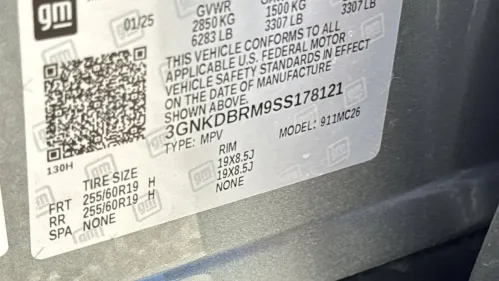 gm
01/25
GVWR
2850 KG
6283 LB
1500 KG
3307 LB
3307 LB
THIS VEHICLE CONFORMS TO ALL
APPLICABLE U.S. FEDERAL MOTOR
VEHICLE SAFETY STANDARDS IN EFFECT
ON THE DATE OF MANUFACTURE
SHOWN ABOVE.
3GNKDBRM9SS178121
TYPE: MPV
MODEL: 911MC26
130H
TIRE SIZE
RIM
FRT 255/60R19 H 19X8.5J
RR 255/60R19 H 19X8.5J
SPA NONE NONE